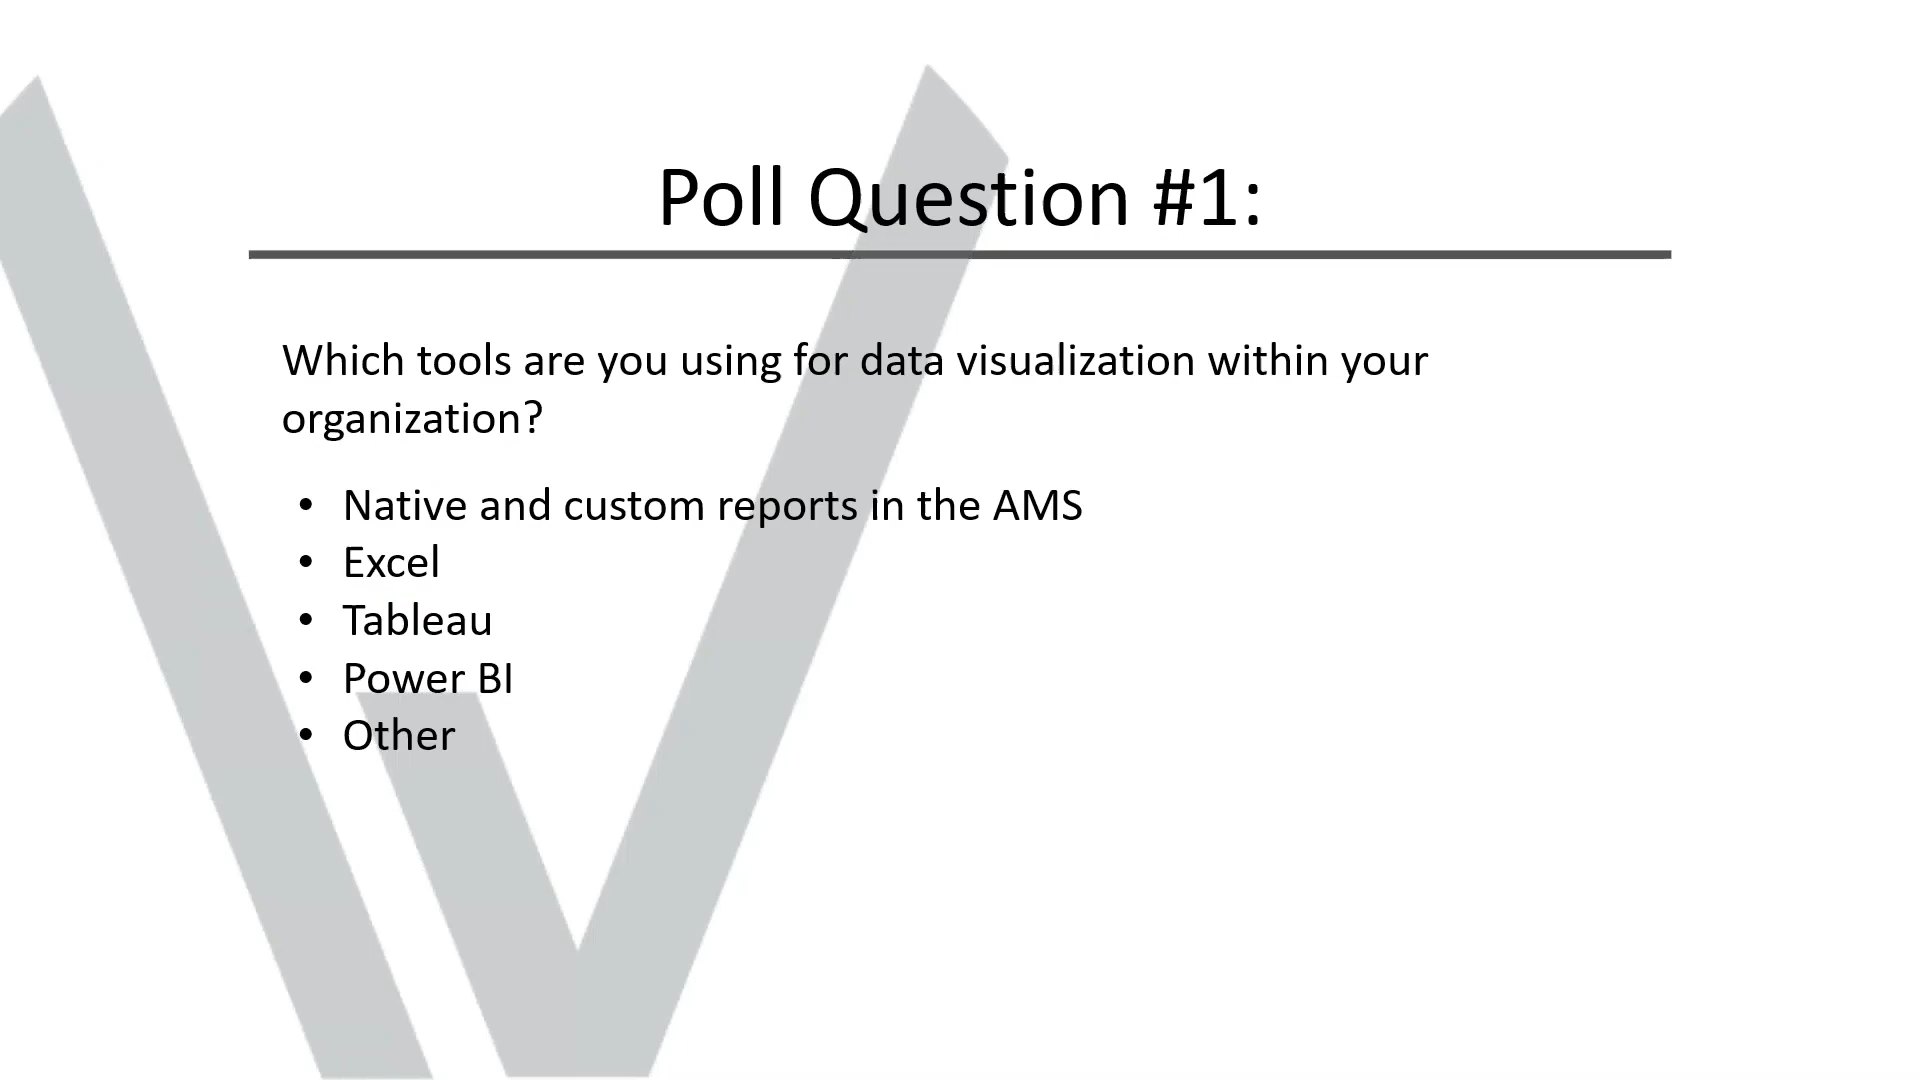 Poll Question #1:
Which tools are you using for data visualization within your
organization?
• Native and custom reports in the AMS
• Excel
• Tableau
• Power BI
• Other